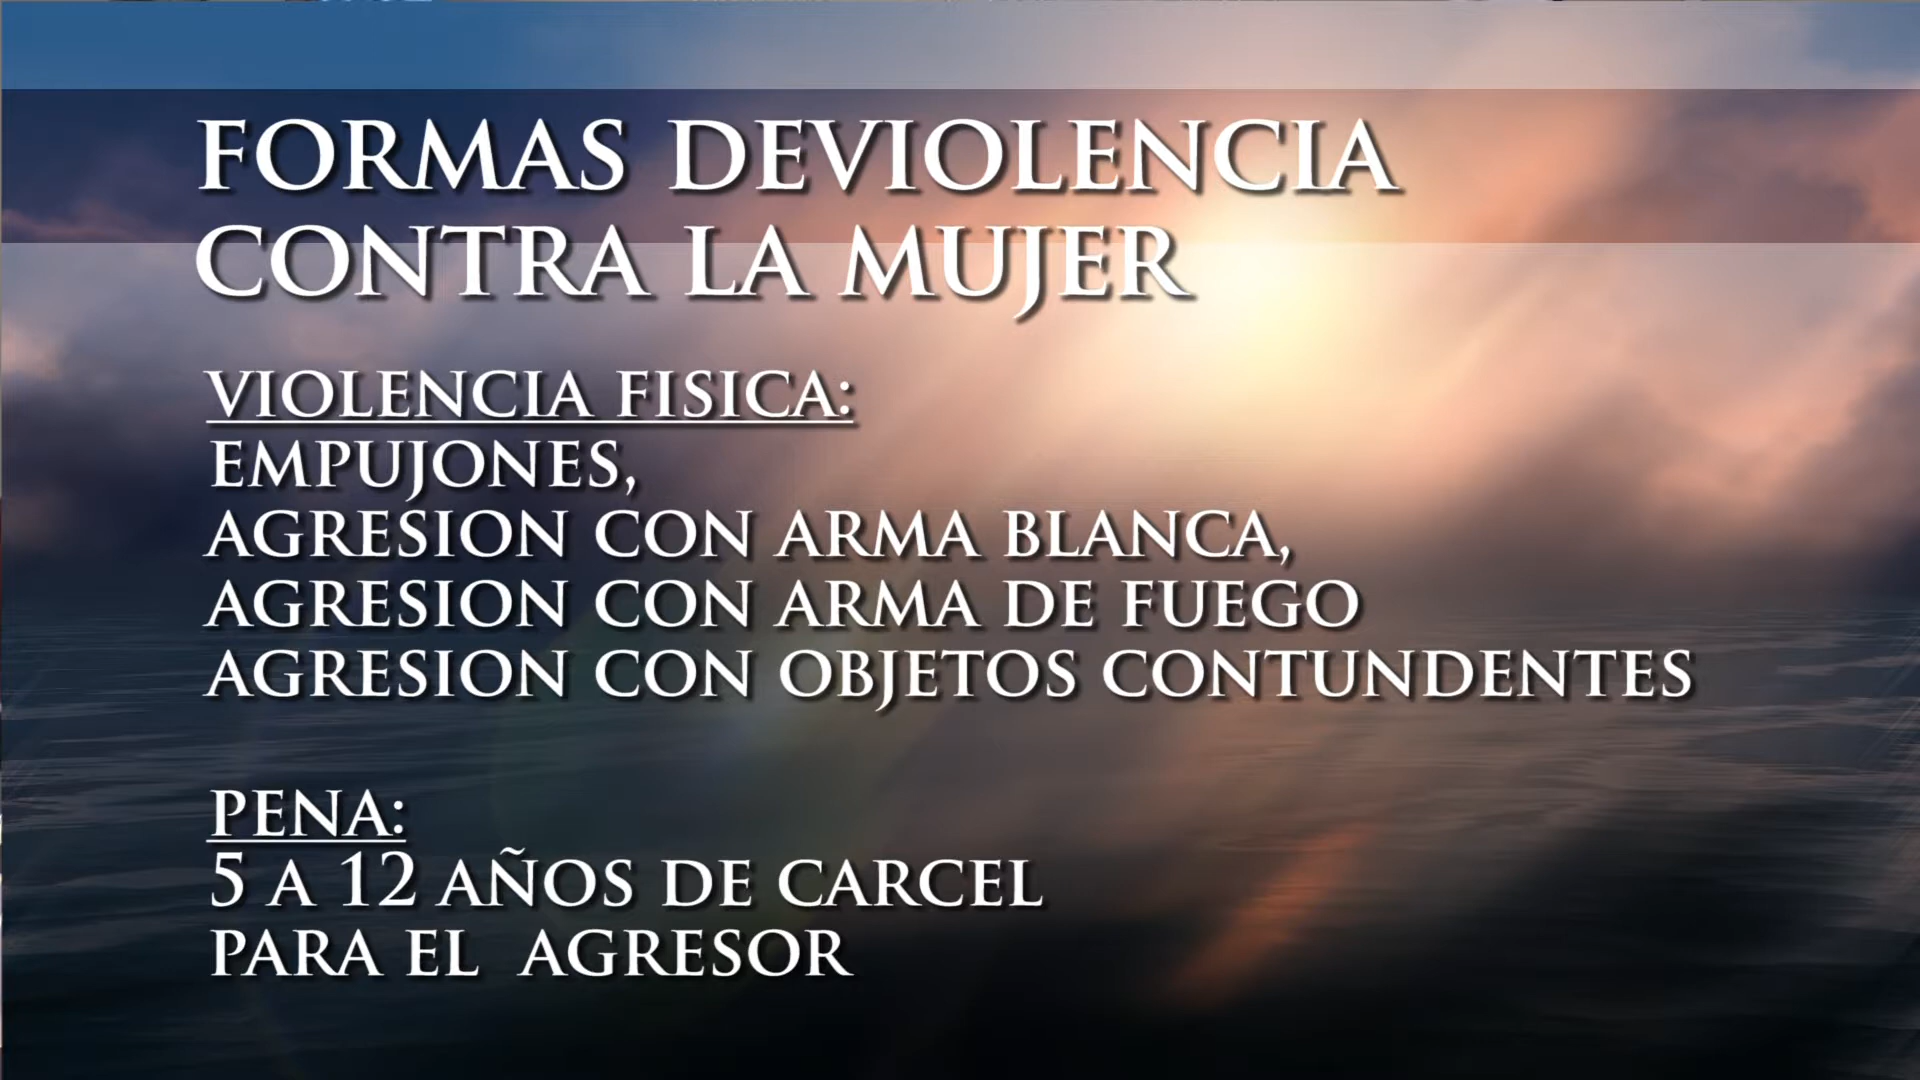 FORMAS DEVIOLENCIA
CONTRA LA MUJER
VIOLENCIA FISICA:
EMPUJONES,
AGRESION CON ARMA BLANCA,
AGRESION CON ARMA DE FUEGO
AGRESION CON OBJETOS CONTUNDENTES
PENA:
5 A 12 AÑOS DE CARCEL
PARA EL  AGRESOR